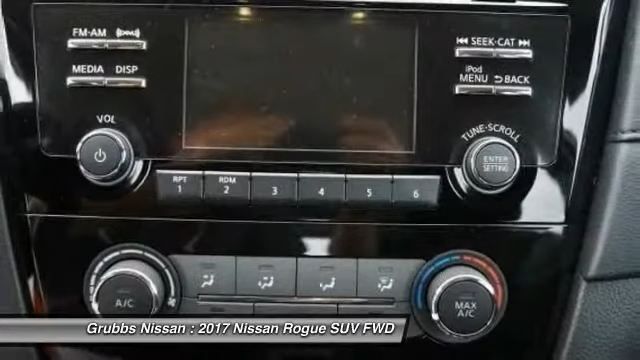 FM·AM
SEEK·CAT
MEDIA DISP
iPod
MENU BACK
VOL
TUNE·SCROLL
ENTER
SETTING
RPT
1
RDM
2
3
4
5
6
A/C
MAX
A/C
Grubbs Nissan : 2017 Nissan Rogue SUV FWD